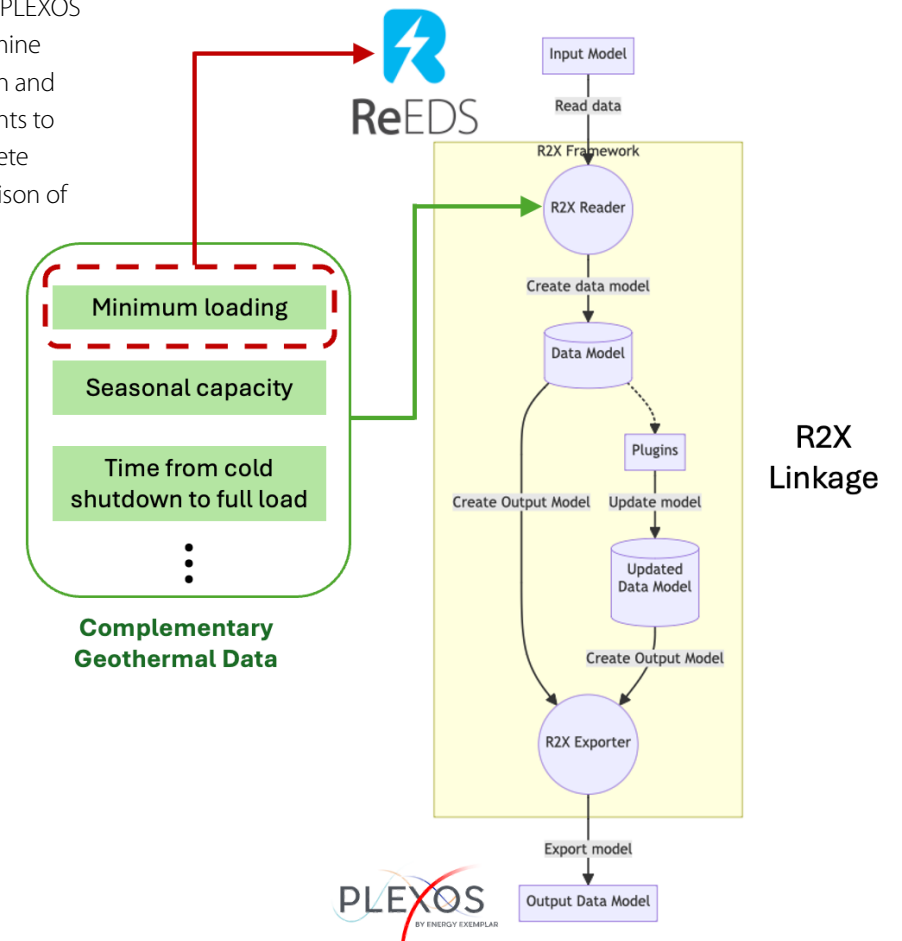 PLEXOS
and
ete
ison of
ReEDS
Input Model
Read data
R2X Framework
R2X Reader
Create data model
Data Model
Plugins
Create Output Model
Update model
Updated
Data Model
Create Output Model
R2X Exporter
Export model
Output Data Model
Minimum loading
Seasonal capacity
Time from cold
shutdown to full load
Complementary
Geothermal Data
R2X
Linkage
PLEXOS
BY ENERGY EXEMPLAR